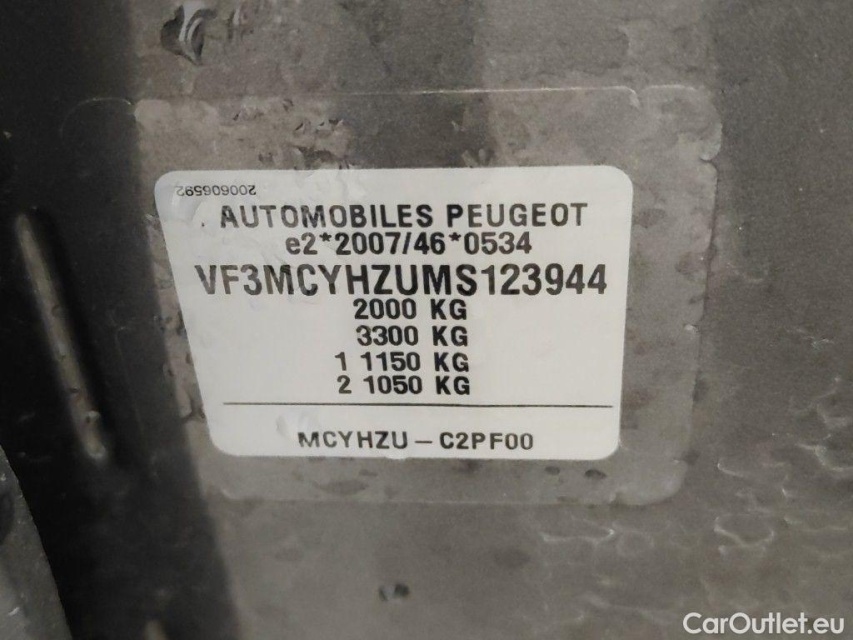 200606592
AUTOMOBILES PEUGEOT
e2*2007/46*0534
VF3MCYHZUMS123944
2000 KG
3300 KG
1 1150 KG
2 1050 KG
MCYHZU - C2PF00
CarOutlet.eu